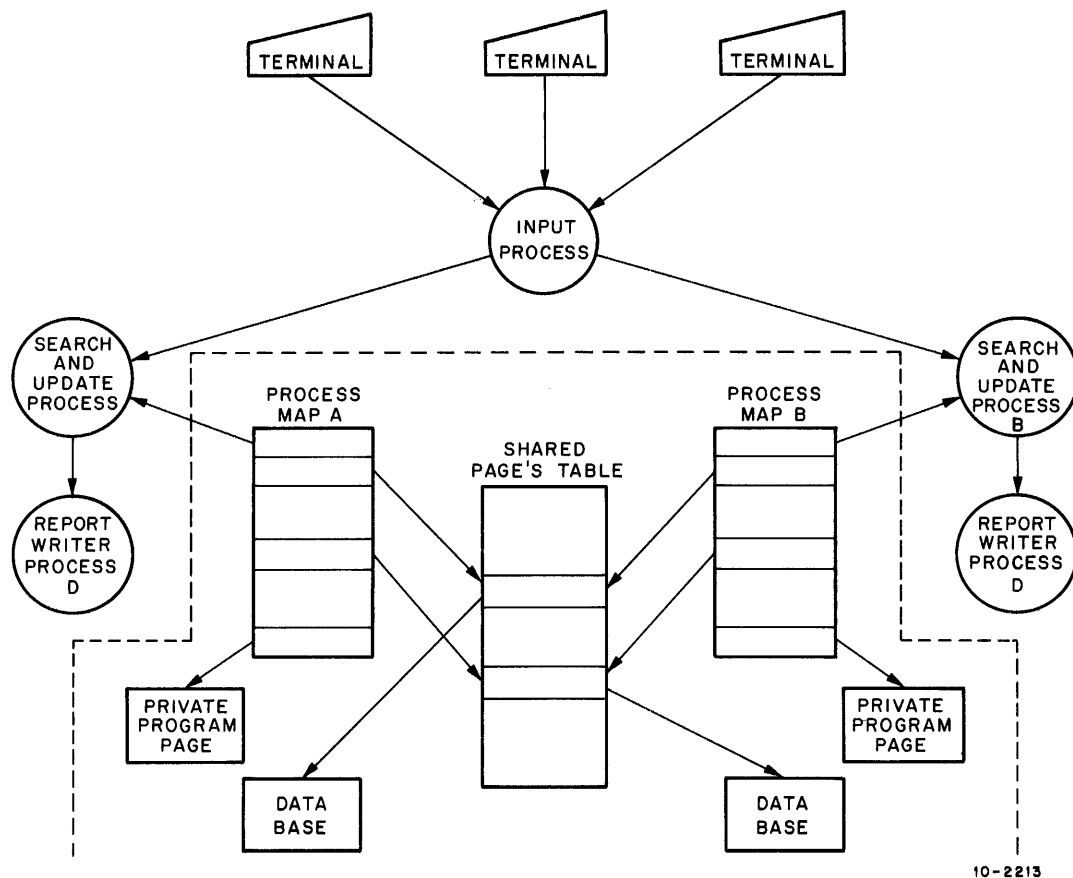 TERMINAL
TERMINAL
TERMINAL
INPUT
PROCESS
SEARCH
AND
UPDATE
PROCESS
SEARCH
AND
UPDATE
PROCESS
B
PROCESS
MAP A
PROCESS
MAP B
SHARED
PAGE'S TABLE
REPORT
WRITER
PROCESS
D
REPORT
WRITER
PROCESS
D
PRIVATE
PROGRAM
PAGE
PRIVATE
PROGRAM
PAGE
DATA
BASE
DATA
BASE
10-2213